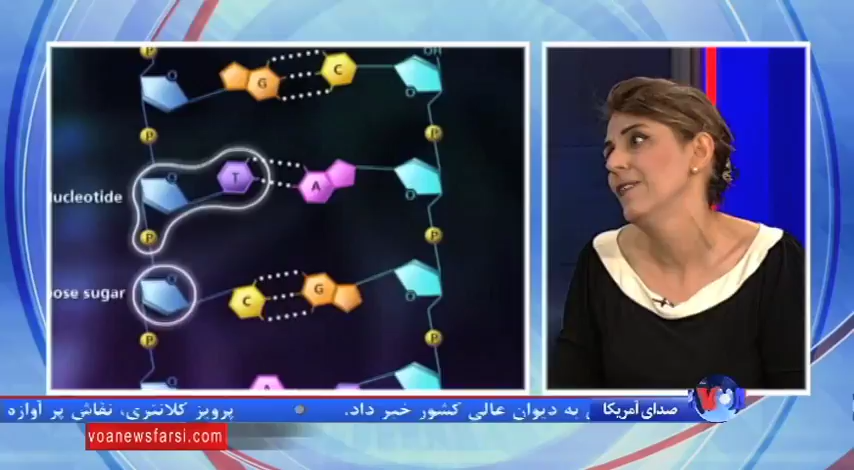 P
G C
OH
O
O
P P
T A
ucleotide
O
O
P P
C G
ose sugar
O
O
P P
A
O
O
پرویز کلانتری، نقاش پر آوازه
ی به دیوان عالی کشور خبر داد.
صدای آمریکا
VOA
voanewsfarsi.com